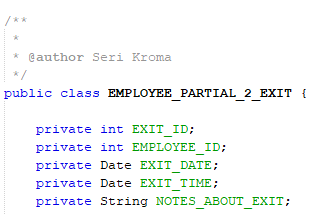 /**
*
* @author Seri Kroma
*/
public class EMPLOYEE_PARTIAL_2_EXIT {
private int EXIT_ID;
private int EMPLOYEE_ID;
private Date EXIT_DATE;
private Date EXIT_TIME;
private String NOTES_ABOUT_EXIT;